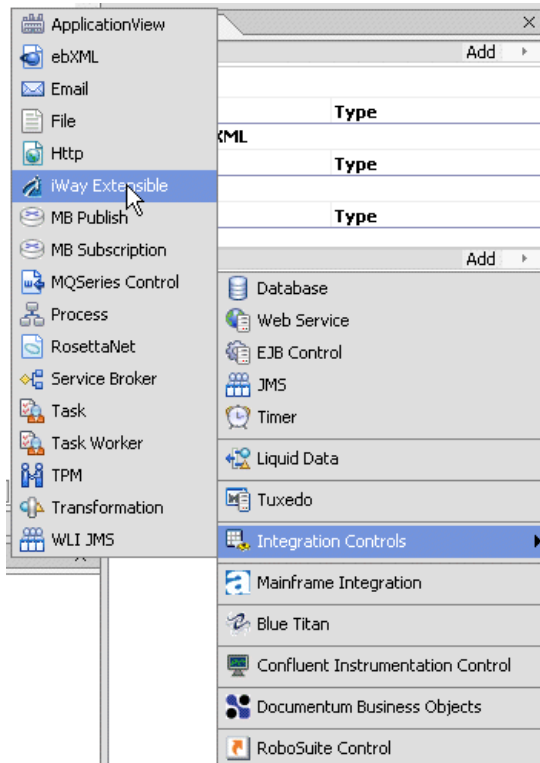 ApplicationView
ebXML
Email
File
Http
iWay Extensible
MB Publish
MB Subscription
MQSeries Control
Process
RosettaNet
Service Broker
Task
Task Worker
TPM
Transformation
WLI JMS
Add
Type
XML
Type
Type
Add
Database
Web Service
EJB Control
JMS
Timer
Liquid Data
Tuxedo
Integration Controls
Mainframe Integration
Blue Titan
Confluent Instrumentation Control
Documentum Business Objects
RoboSuite Control